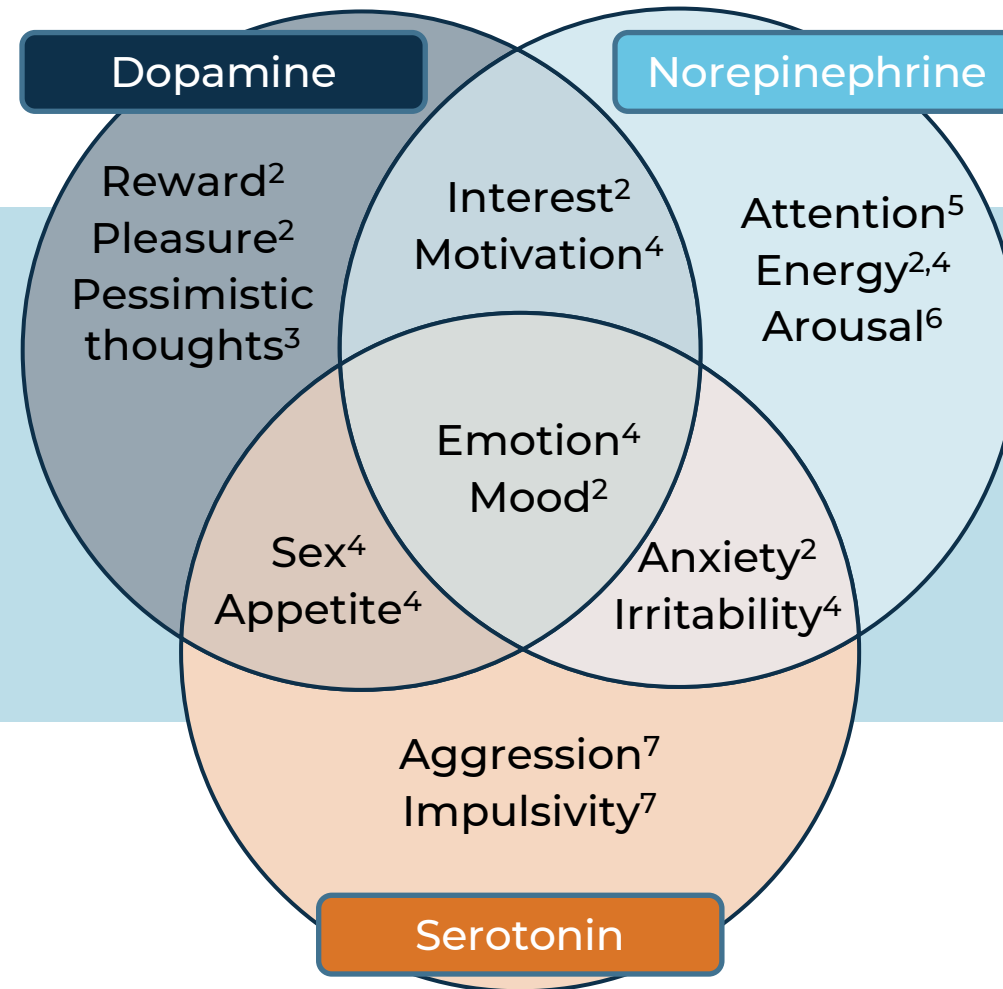 Dopamine
Norepinephrine
Reward²
Pleasure²
Pessimistic
thoughts³
Interest²
Motivation⁴
Attention⁵
Energy²,⁴
Arousal⁶
Emotion⁴
Mood²
Sex⁴
Appetite⁴
Anxiety²
Irritability⁴
Aggression⁷
Impulsivity⁷
Serotonin